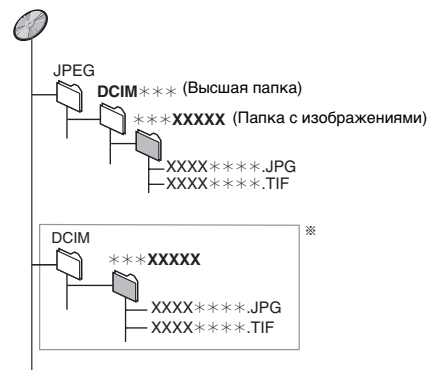 JPEG
DCIM∗∗∗ (Высшая папка)
∗∗∗XXXXX (Папка с изображениями)
XXXX∗∗∗∗.JPG
XXXX∗∗∗∗.TIF
※
DCIM
∗∗∗XXXXX
XXXX∗∗∗∗.JPG
XXXX∗∗∗∗.TIF